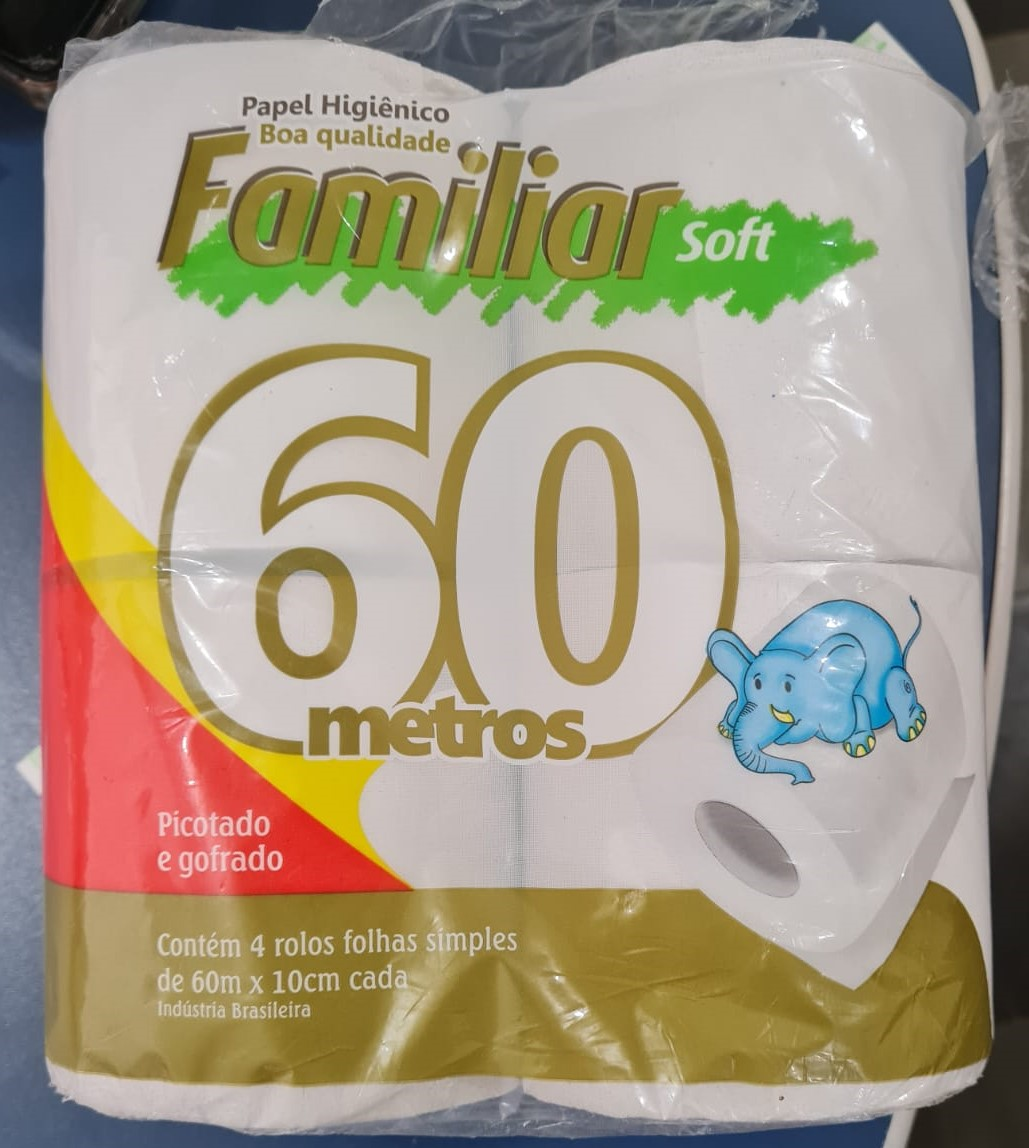 Papel Higiênico
Boa qualidade
Familiar Soft
60
metros
Picotado
e gofrado
Contém 4 rolos folhas simples
de 60m x 10cm cada
Indústria Brasileira